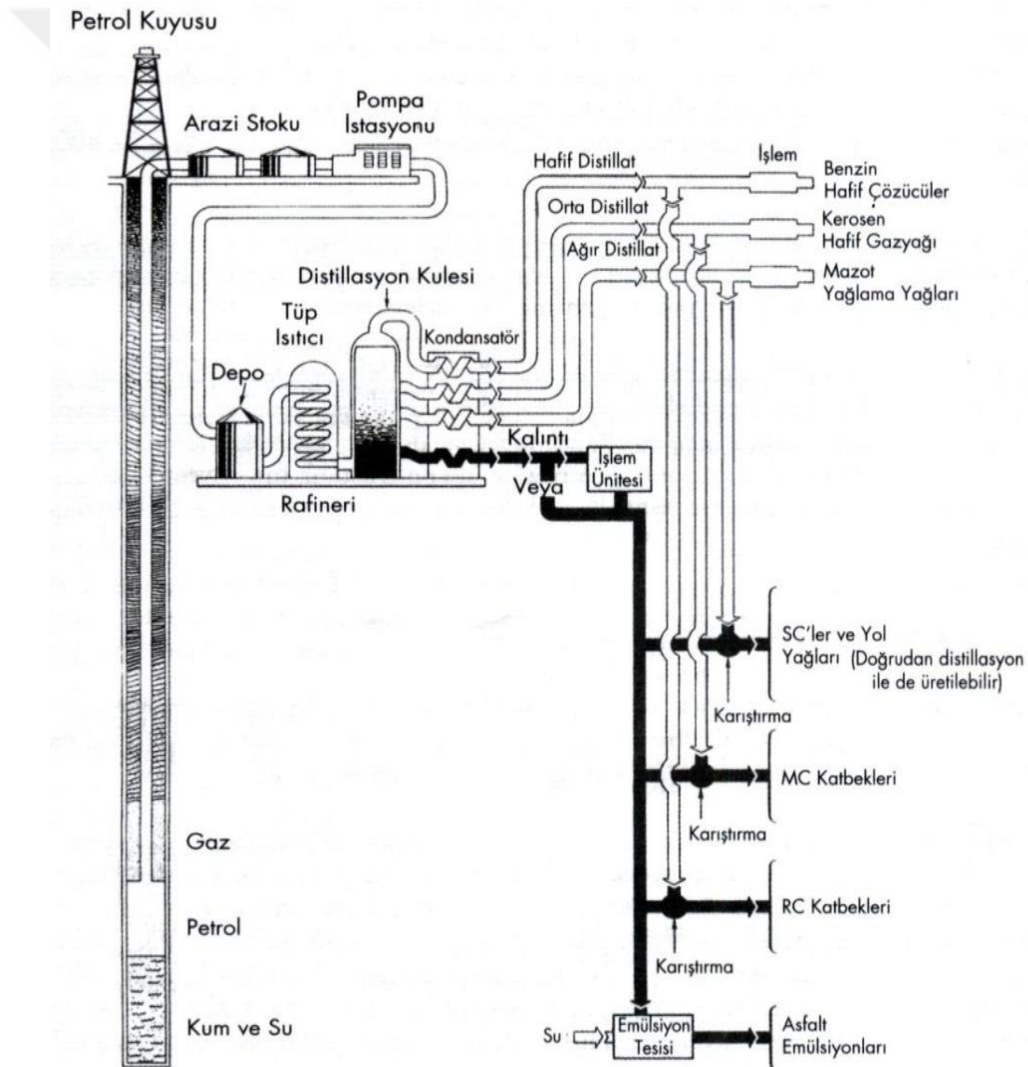 Petrol Kuyusu
Arazi Stoku
Pompa
İstasyonu
Hafif Distillat
İşlem
Benzin
Hafif Çözücüler
Orta Distillat
Kerosen
Hafif Gazyağı
Ağır Distillat
Mazot
Yağlama Yağları
Distillasyon Kulesi
Tüp
Isıtıcı
Kondansatör
Depo
Kalıntı
Veya
İşlem
Ünitesi
Rafineri
SC'ler ve Yol
Yağları (Doğrudan distillasyon
ile de üretilebilir)
Karıştırma
MC Katbekleri
Karıştırma
Gaz
RC Katbekleri
Petrol
Karıştırma
Kum ve Su
Su
Emülsiyon
Tesisi
Asfalt
Emülsiyonları